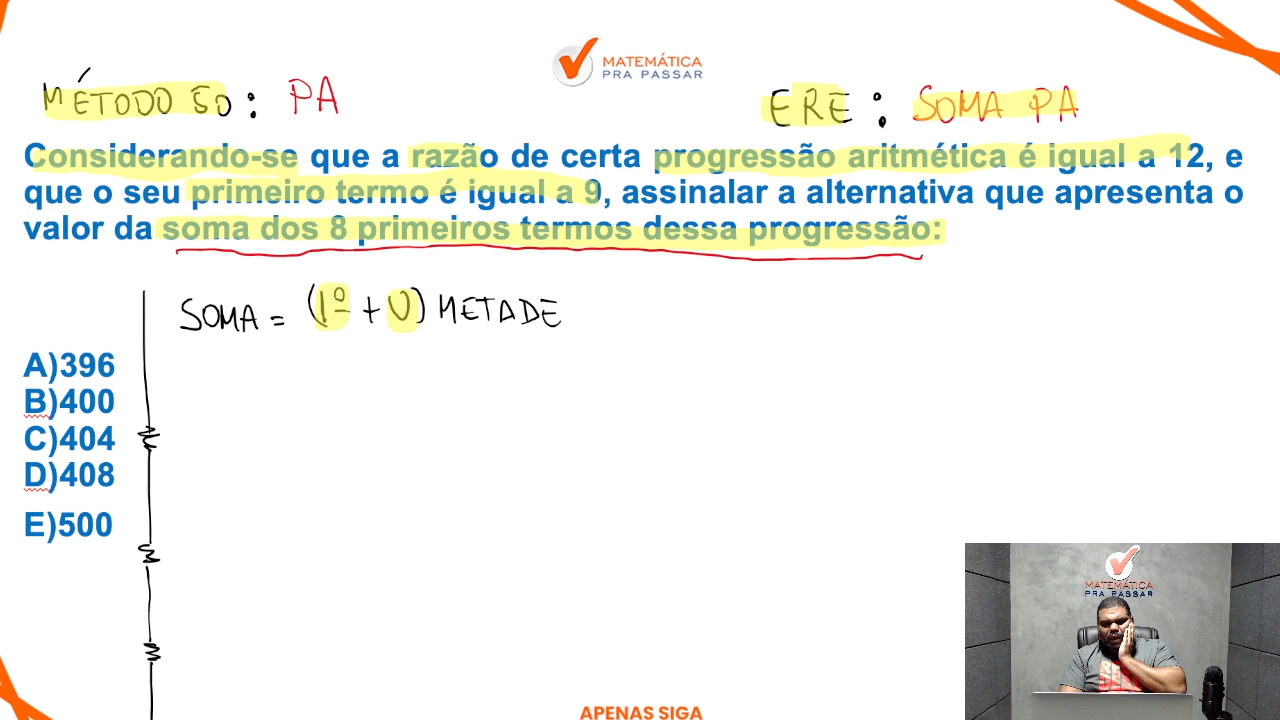 MATEMÁTICA
PRA PASSAR
MÉTODO 50: PA
ERE: SOMA PA
Considerando-se que a razão de certa progressão aritmética é igual a 12, e
que o seu primeiro termo é igual a 9, assinalar a alternativa que apresenta o
valor da soma dos 8 primeiros termos dessa progressão:
SOMA = (1º + U) METADE
A)396
B)400
C)404
D)408
E)500
MATEMÁTICA
PRA PASSAR
APENAS SIGA